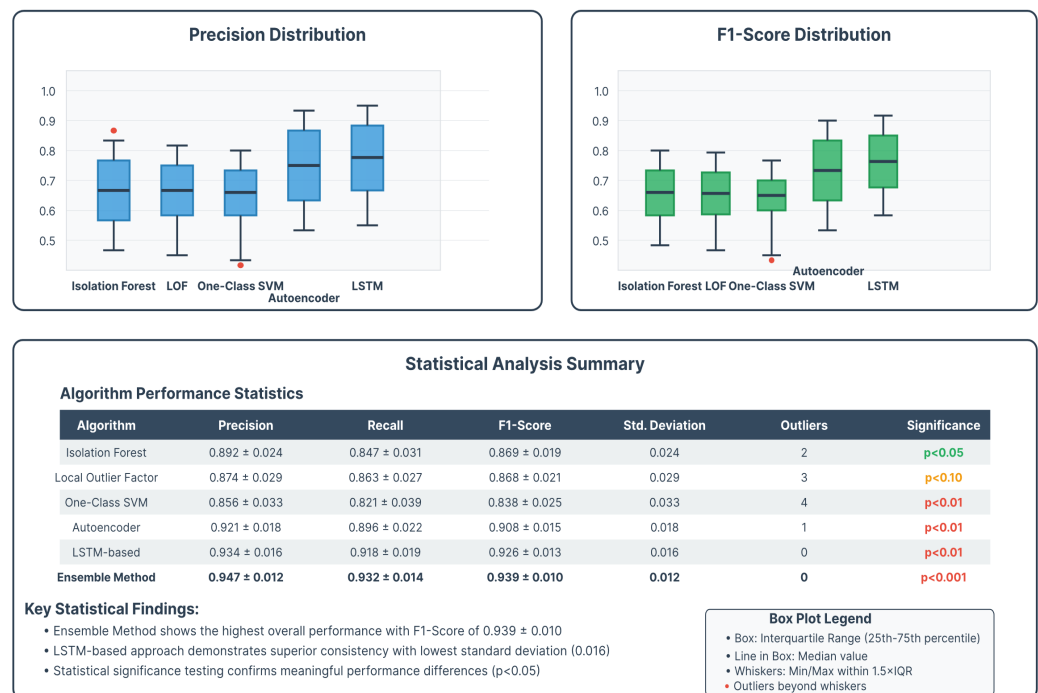 Precision Distribution
1.0
0.9
0.8
0.7
0.6
0.5
Isolation Forest LOF One-Class SVM LSTM
Autoencoder
F1-Score Distribution
1.0
0.9
0.8
0.7
0.6
0.5
Autoencoder
Isolation Forest LOF One-Class SVM LSTM
Statistical Analysis Summary
Algorithm Performance Statistics
Algorithm Precision Recall F1-Score Std. Deviation Outliers Significance
Isolation Forest 0.892 ± 0.024 0.847 ± 0.031 0.869 ± 0.019 0.024 2 p<0.05
Local Outlier Factor 0.874 ± 0.029 0.863 ± 0.027 0.868 ± 0.021 0.029 3 p<0.10
One-Class SVM 0.856 ± 0.033 0.821 ± 0.039 0.838 ± 0.025 0.033 4 p<0.01
Autoencoder 0.921 ± 0.018 0.896 ± 0.022 0.908 ± 0.015 0.018 1 p<0.01
LSTM-based 0.934 ± 0.016 0.918 ± 0.019 0.926 ± 0.013 0.016 0 p<0.01
Ensemble Method 0.947 ± 0.012 0.932 ± 0.014 0.939 ± 0.010 0.012 0 p<0.001
Key Statistical Findings:
• Ensemble Method shows the highest overall performance with F1-Score of 0.939 ± 0.010
• LSTM-based approach demonstrates superior consistency with lowest standard deviation (0.016)
• Statistical significance testing confirms meaningful performance differences (p<0.05)
Box Plot Legend
• Box: Interquartile Range (25th-75th percentile)
• Line in Box: Median value
• Whiskers: Min/Max within 1.5×IQR
• Outliers beyond whiskers